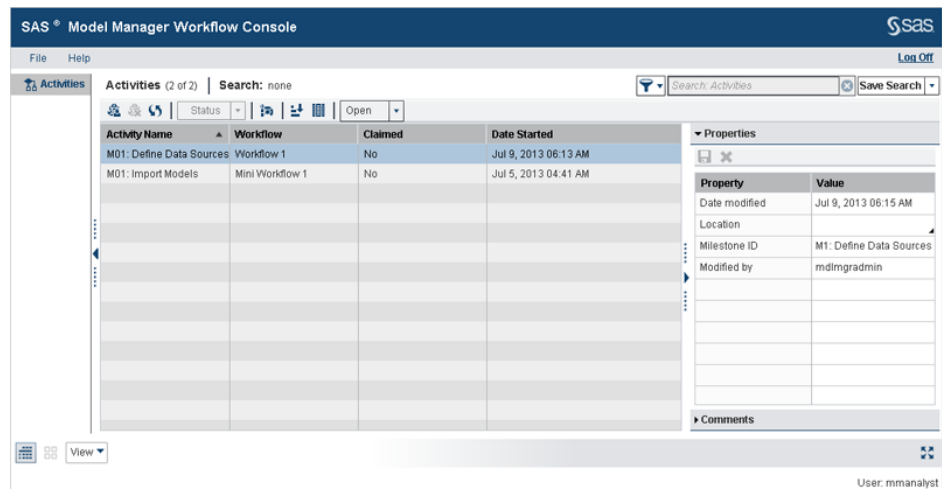 SAS ® Model Manager Workflow Console
sas
File Help
Log Off
Activities
Activities (2 of 2) Search: none
Search: Activities
Save Search
Status
Open
Activity Name Workflow Claimed Date Started
M01: Define Data Sources Workflow 1 No Jul 9, 2013 06:13 AM
M01: Import Models Mini Workflow 1 No Jul 5, 2013 04:41 AM
Properties
Property Value
Date modified Jul 9, 2013 06:15 AM
Location
Milestone ID M1: Define Data Sources
Modified by mdlmgradmin
Comments
View
User: mmanalyst